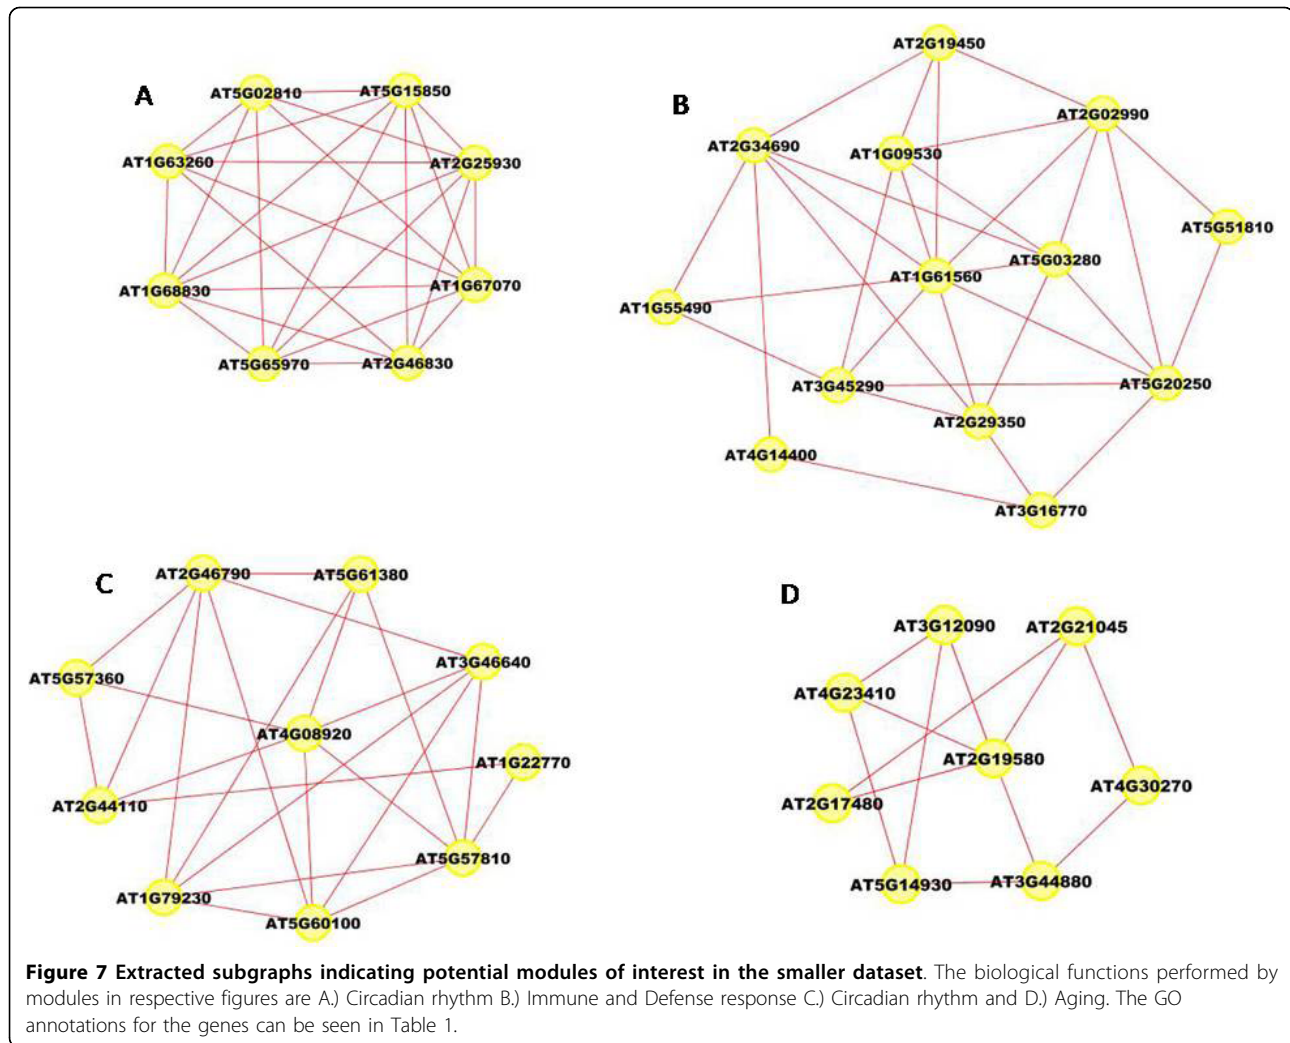 A
AT5G02810
AT5G15850
AT1G63260
AT2G25930
AT1G68830
AT1G67070
AT5G65970
AT2G46830
B
AT2G19450
AT2G02990
AT2G34690
AT1G09530
AT5G51810
AT5G03280
AT1G61560
AT1G55490
AT3G45290
AT5G20250
AT2G29350
AT4G14400
AT3G16770
C
AT2G46790
AT5G61380
AT3G46640
AT5G57360
AT4G08920
AT1G22770
AT2G44110
AT5G57810
AT1G79230
AT5G60100
D
AT3G12090
AT2G21045
AT4G23410
AT2G19580
AT4G30270
AT2G17480
AT5G14930
AT3G44880
Figure 7 Extracted subgraphs indicating potential modules of interest in the smaller dataset. The biological functions performed by
modules in respective figures are A.) Circadian rhythm B.) Immune and Defense response C.) Circadian rhythm and D.) Aging. The GO
annotations for the genes can be seen in Table 1.